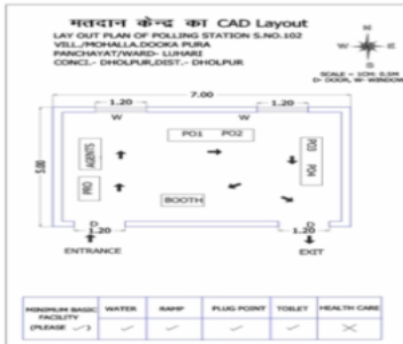 मतदान केन्द्र का CAD Layout
LAY OUT PLAN OF POLLING STATION S.NO.102
VILL./MOHALLA.DOOKA PURA
PANCHAYAT/WARD- LUHARI
CONCI.- DHOLPUR,DIST.- DHOLPUR
N
W E
S
SCALE = 1CM: 0.5M
D- DOOR, W- WINDOW
7.00
1.20 1.20
W W
PO1 PO2
5.00
AGENTS
PO3
PO4
PRO
BOOTH
D D
1.20 1.20
ENTRANCE EXIT
MINIMUM BASIC FACILITY (PLEASE ✓) WATER RAMP PLUG POINT TOILET HEALTH CARE
✓ ✓ ✓ ✓ ✕